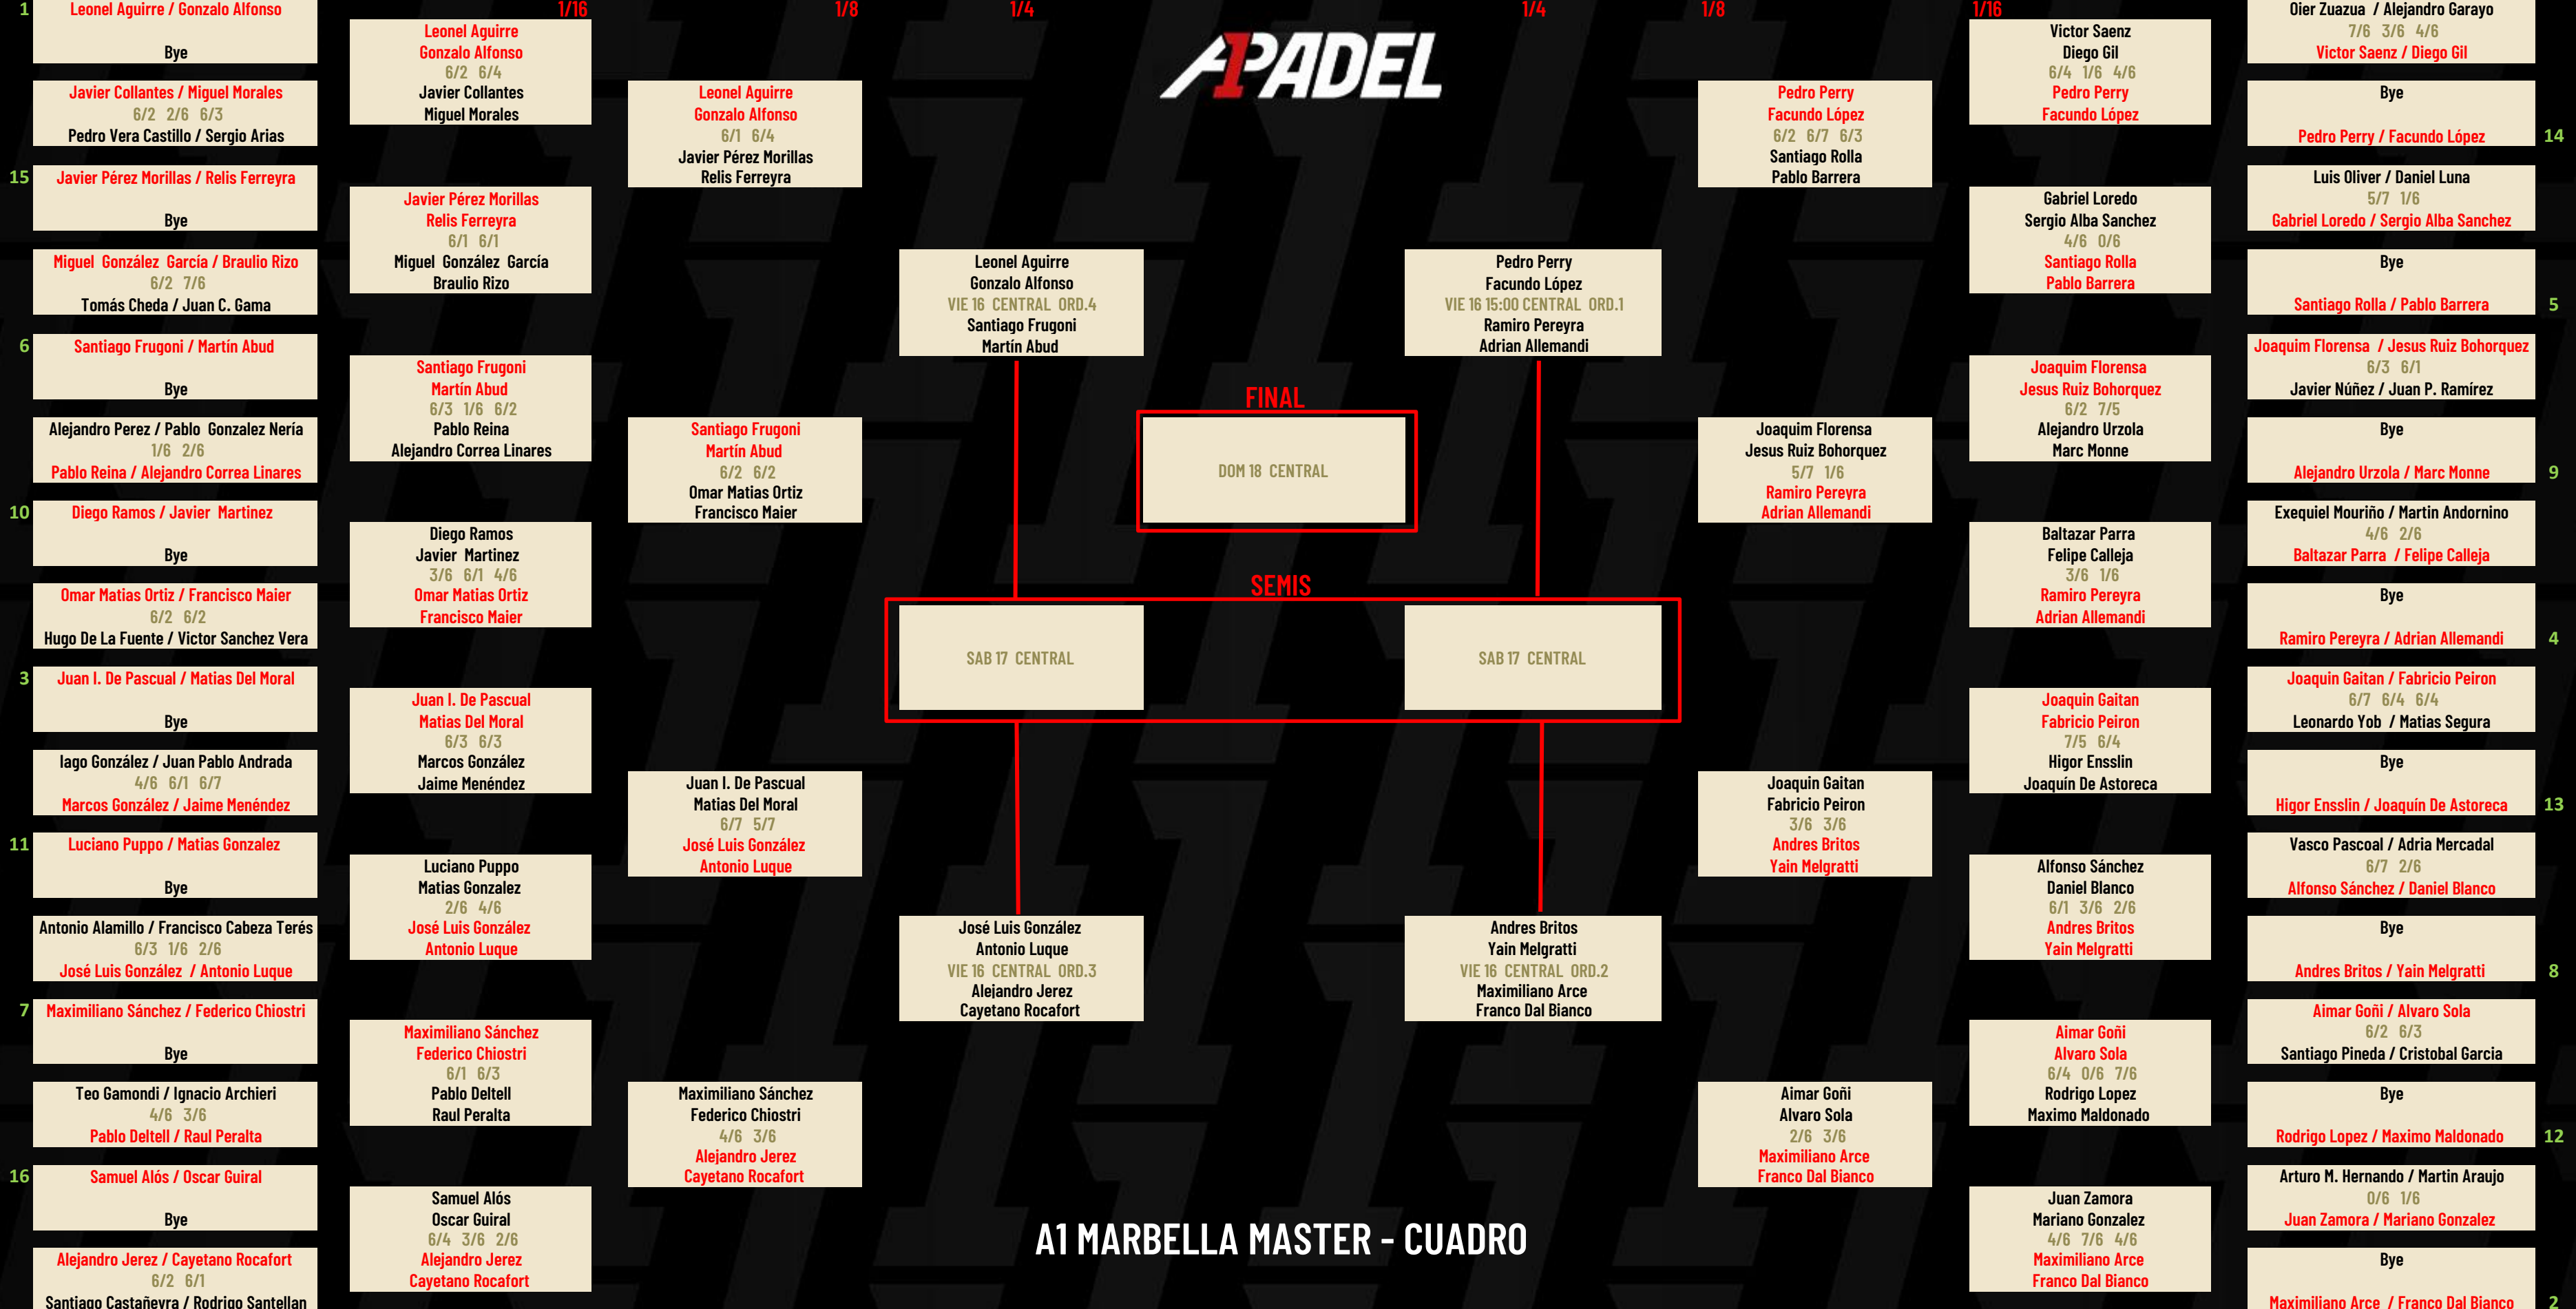 1
Leonel Aguirre / Gonzalo Alfonso
Bye
Javier Collantes / Miguel Morales
6/2 2/6 6/3
Pedro Vera Castillo / Sergio Arias
15
Javier Pérez Morillas / Relis Ferreyra
Bye
Miguel González García / Braulio Rizo
6/2 7/6
Tomás Cheda / Juan C. Gama
6
Santiago Frugoni / Martín Abud
Bye
Alejandro Perez / Pablo Gonzalez Nería
1/6 2/6
Pablo Reina / Alejandro Correa Linares
10
Diego Ramos / Javier Martinez
Bye
Omar Matias Ortiz / Francisco Maier
6/2 6/2
Hugo De La Fuente / Victor Sanchez Vera
3
Juan I. De Pascual / Matias Del Moral
Bye
Iago González / Juan Pablo Andrada
4/6 6/1 6/7
Marcos González / Jaime Menéndez
11
Luciano Puppo / Matias Gonzalez
Bye
Antonio Alamillo / Francisco Cabeza Terés
6/3 1/6 2/6
José Luis González / Antonio Luque
7
Maximiliano Sánchez / Federico Chiostri
Bye
Teo Gamondi / Ignacio Archieri
4/6 3/6
Pablo Deltell / Raul Peralta
16
Samuel Alós / Oscar Guiral
Bye
Alejandro Jerez / Cayetano Rocafort
6/2 6/1
Santiago Castañeyra / Rodrigo Santellan
1/16
Leonel Aguirre
Gonzalo Alfonso
6/2 6/4
Javier Collantes
Miguel Morales
Javier Pérez Morillas
Relis Ferreyra
6/1 6/1
Miguel González García
Braulio Rizo
Santiago Frugoni
Martín Abud
6/3 1/6 6/2
Pablo Reina
Alejandro Correa Linares
Diego Ramos
Javier Martinez
3/6 6/1 4/6
Omar Matias Ortiz
Francisco Maier
Juan I. De Pascual
Matias Del Moral
6/3 6/3
Marcos González
Jaime Menéndez
Luciano Puppo
Matias Gonzalez
2/6 4/6
José Luis González
Antonio Luque
Maximiliano Sánchez
Federico Chiostri
6/1 6/3
Pablo Deltell
Raul Peralta
Samuel Alós
Oscar Guiral
6/4 3/6 2/6
Alejandro Jerez
Cayetano Rocafort
1/8
Leonel Aguirre
Gonzalo Alfonso
6/1 6/4
Javier Pérez Morillas
Relis Ferreyra
Santiago Frugoni
Martín Abud
6/2 6/2
Omar Matias Ortiz
Francisco Maier
Juan I. De Pascual
Matias Del Moral
6/7 5/7
José Luis González
Antonio Luque
Maximiliano Sánchez
Federico Chiostri
4/6 3/6
Alejandro Jerez
Cayetano Rocafort
1/4
Leonel Aguirre
Gonzalo Alfonso
VIE 16 CENTRAL ORD.4
Santiago Frugoni
Martín Abud
José Luis González
Antonio Luque
VIE 16 CENTRAL ORD.3
Alejandro Jerez
Cayetano Rocafort
A1PADEL
FINAL
DOM 18 CENTRAL
SEMIS
SAB 17 CENTRAL
SAB 17 CENTRAL
A1 MARBELLA MASTER - CUADRO
1/4
Pedro Perry
Facundo López
VIE 16 15:00 CENTRAL ORD.1
Ramiro Pereyra
Adrian Allemandi
Andres Britos
Yain Melgratti
VIE 16 CENTRAL ORD.2
Maximiliano Arce
Franco Dal Bianco
1/8
Pedro Perry
Facundo López
6/2 6/7 6/3
Santiago Rolla
Pablo Barrera
Joaquim Florensa
Jesus Ruiz Bohorquez
5/7 1/6
Ramiro Pereyra
Adrian Allemandi
Joaquin Gaitan
Fabricio Peiron
3/6 3/6
Andres Britos
Yain Melgratti
Aimar Goñi
Alvaro Sola
2/6 3/6
Maximiliano Arce
Franco Dal Bianco
1/16
Victor Saenz
Diego Gil
6/4 1/6 4/6
Pedro Perry
Facundo López
Gabriel Loredo
Sergio Alba Sanchez
4/6 0/6
Santiago Rolla
Pablo Barrera
Joaquim Florensa
Jesus Ruiz Bohorquez
6/2 7/5
Alejandro Urzola
Marc Monne
Baltazar Parra
Felipe Calleja
3/6 1/6
Ramiro Pereyra
Adrian Allemandi
Joaquin Gaitan
Fabricio Peiron
7/5 6/4
Higor Ensslin
Joaquín De Astoreca
Alfonso Sánchez
Daniel Blanco
6/1 3/6 2/6
Andres Britos
Yain Melgratti
Aimar Goñi
Alvaro Sola
6/4 0/6 7/6
Rodrigo Lopez
Maximo Maldonado
Juan Zamora
Mariano Gonzalez
4/6 7/6 4/6
Maximiliano Arce
Franco Dal Bianco
Oier Zuazua / Alejandro Garayo
7/6 3/6 4/6
Victor Saenz / Diego Gil
Bye
Pedro Perry / Facundo López
14
Luis Oliver / Daniel Luna
5/7 1/6
Gabriel Loredo / Sergio Alba Sanchez
Bye
Santiago Rolla / Pablo Barrera
5
Joaquim Florensa / Jesus Ruiz Bohorquez
6/3 6/1
Javier Núñez / Juan P. Ramírez
Bye
Alejandro Urzola / Marc Monne
9
Exequiel Mouriño / Martin Andornino
4/6 2/6
Baltazar Parra / Felipe Calleja
Bye
Ramiro Pereyra / Adrian Allemandi
4
Joaquin Gaitan / Fabricio Peiron
6/7 6/4 6/4
Leonardo Yob / Matias Segura
Bye
Higor Ensslin / Joaquín De Astoreca
13
Vasco Pascoal / Adria Mercadal
6/7 2/6
Alfonso Sánchez / Daniel Blanco
Bye
Andres Britos / Yain Melgratti
8
Aimar Goñi / Alvaro Sola
6/2 6/3
Santiago Pineda / Cristobal Garcia
Bye
Rodrigo Lopez / Maximo Maldonado
12
Arturo M. Hernando / Martin Araujo
0/6 1/6
Juan Zamora / Mariano Gonzalez
Bye
Maximiliano Arce / Franco Dal Bianco
2